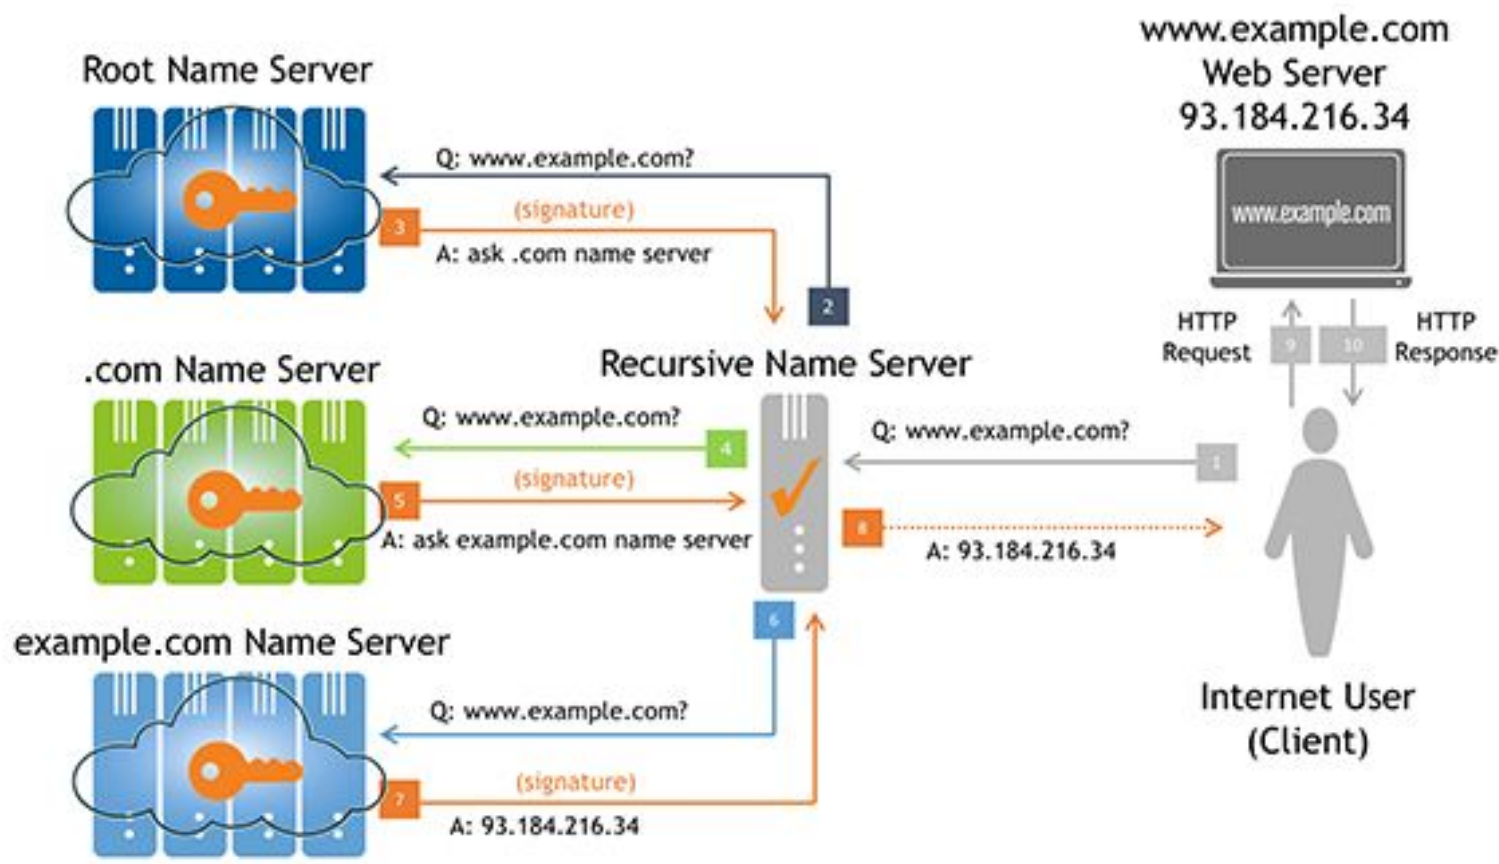 www.example.com
Web Server
93.184.216.34
Root Name Server
Q: www.example.com?
3
(signature)
A: ask .com name server
2
www.example.com
HTTP
Request
9
10
HTTP
Response
.com Name Server
Recursive Name Server
Q: www.example.com?
4
(signature)
5
A: ask example.com name server
Q: www.example.com?
1
8
A: 93.184.216.34
6
example.com Name Server
Q: www.example.com?
(signature)
7
A: 93.184.216.34
Internet User
(Client)